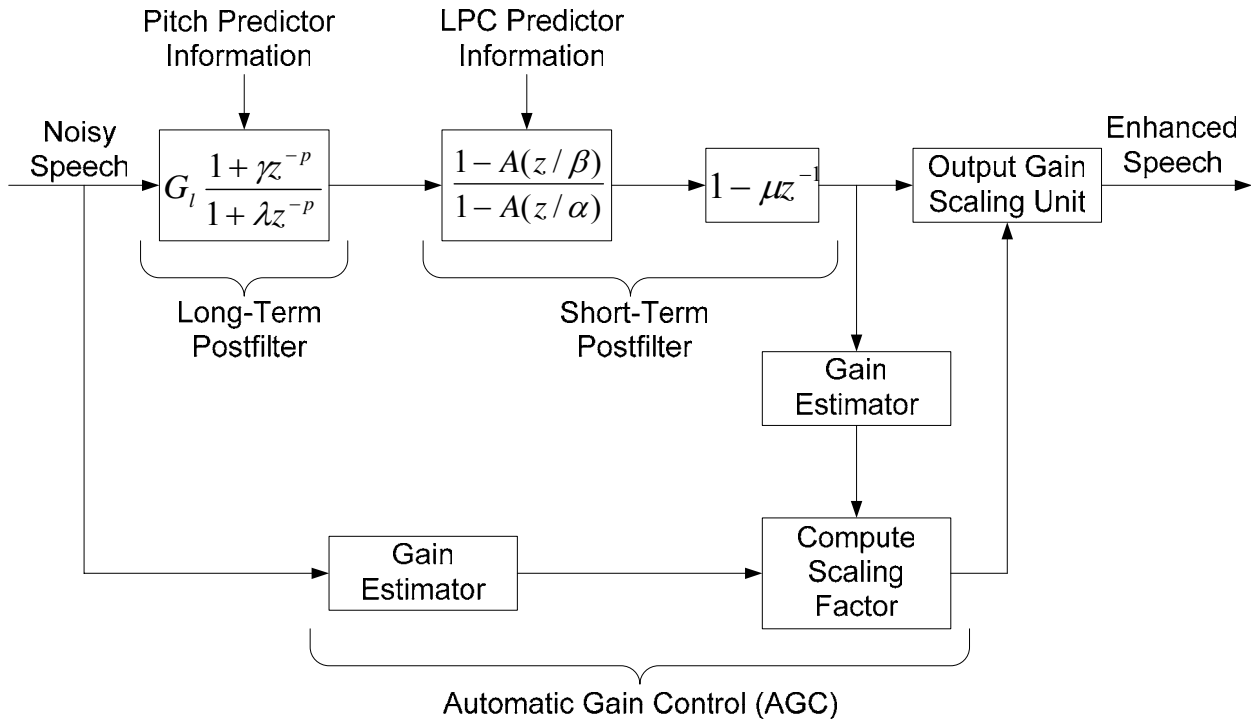 Pitch Predictor
Information
LPC Predictor
Information
Noisy
Speech
G_l (1 + γz^{-p}) / (1 + λz^{-p})
(1 − A(z / β)) / (1 − A(z / α))
1 − μz^{-1}
Output Gain
Scaling Unit
Enhanced
Speech
Long-Term
Postfilter
Short-Term
Postfilter
Gain
Estimator
Gain
Estimator
Compute
Scaling
Factor
Automatic Gain Control (AGC)